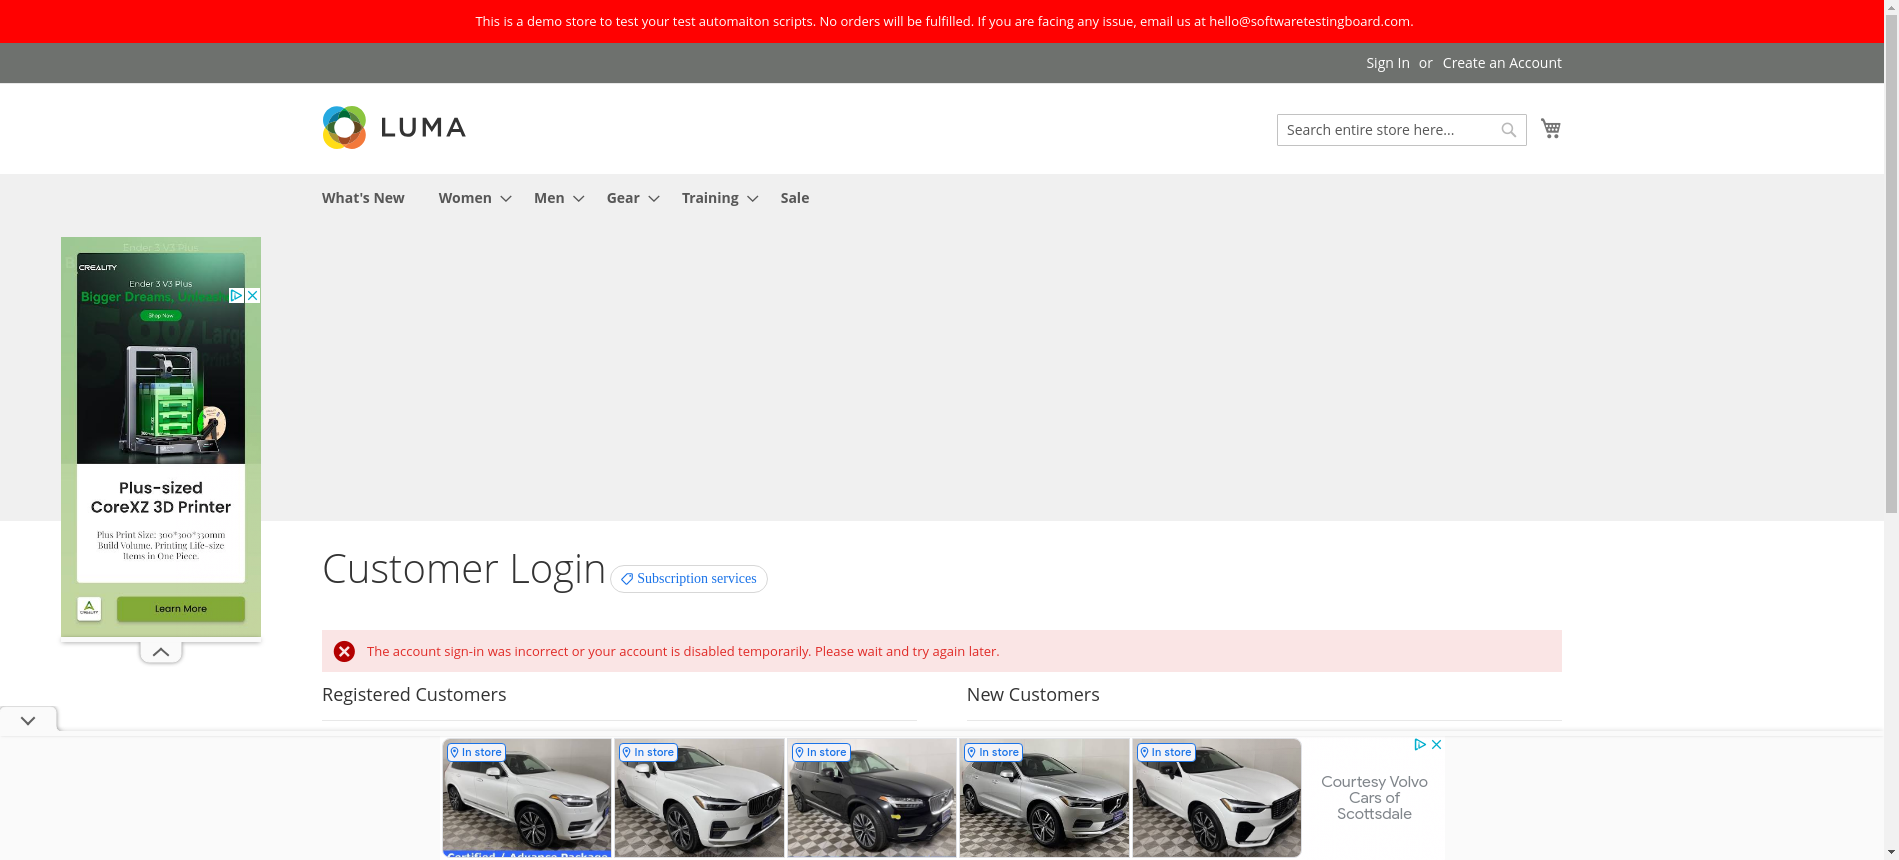 This is a demo store to test your test automaiton scripts. No orders will be fulfilled. If you are facing any issue, email us at hello@softwaretestingboard.com.
Sign In or Create an Account
LUMA
Search entire store here...
What's New Women Men Gear Training Sale
Ender 3 V3 Plus
CREALITY
Ender 3 V3 Plus
Bigger Dreams,
Shop Now
Plus-sized
CoreXZ 3D Printer
Plus Print Size: 300*300*330mm
Build Volume. Printing Life-size
Items in One Piece.
CREALITY
Learn More
Customer Login
Subscription services
The account sign-in was incorrect or your account is disabled temporarily. Please wait and try again later.
Registered Customers
New Customers
In store
In store
In store
In store
In store
Certified / Advance Package
Courtesy Volvo
Cars of
Scottsdale